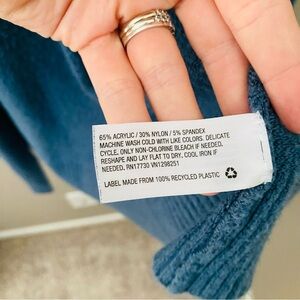 65% ACRYLIC / 30% NYLON / 5% SPANDEX
MACHINE WASH COLD WITH LIKE COLORS. DELICATE
CYCLE. ONLY NON-CHLORINE BLEACH IF NEEDED.
RESHAPE AND LAY FLAT TO DRY. COOL IRON IF
NEEDED. RN17730 VN1298251
LABEL MADE FROM 100% RECYCLED PLASTIC